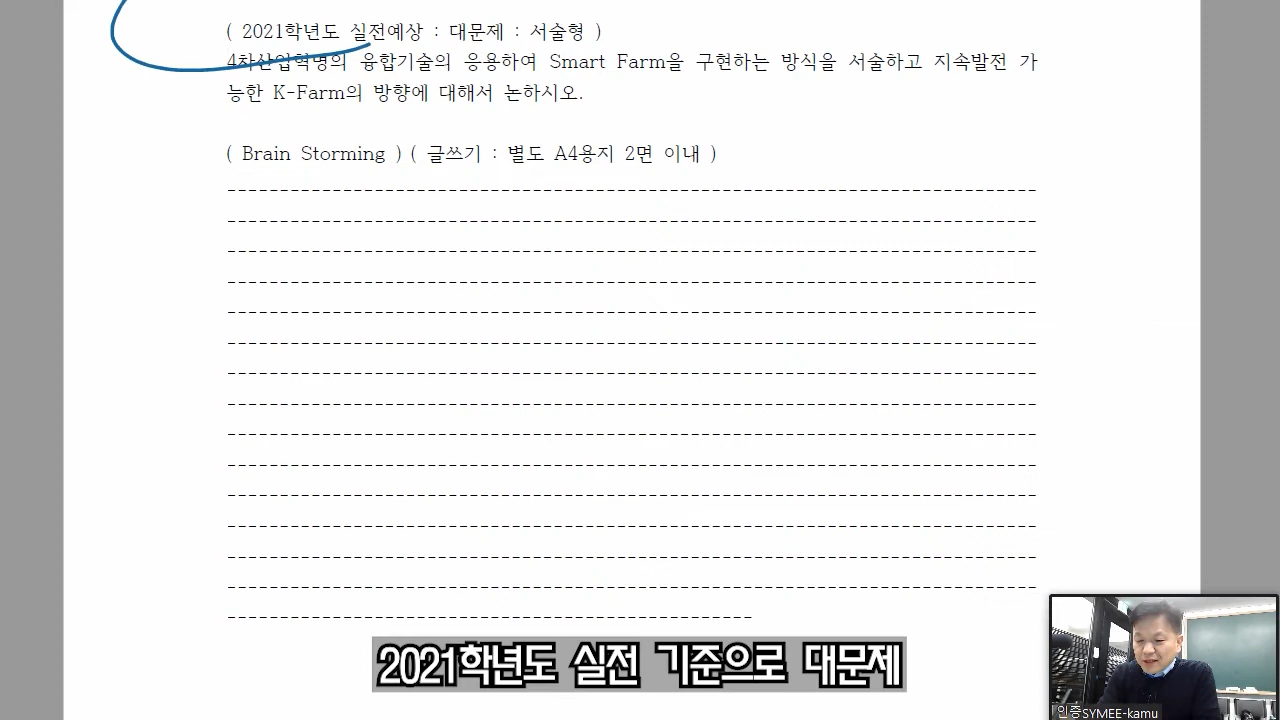 ( 2021학년도 실전예상 : 대문제 : 서술형 )
4차산업혁명의 융합기술의 응용하여 Smart Farm을 구현하는 방식을 서술하고 지속발전 가
능한 K-Farm의 방향에 대해서 논하시오.
( Brain Storming ) ( 글쓰기 : 별도 A4용지 2면 이내 )
2021학년도 실전 기준으로 대문제
인증SYMEE-kamu